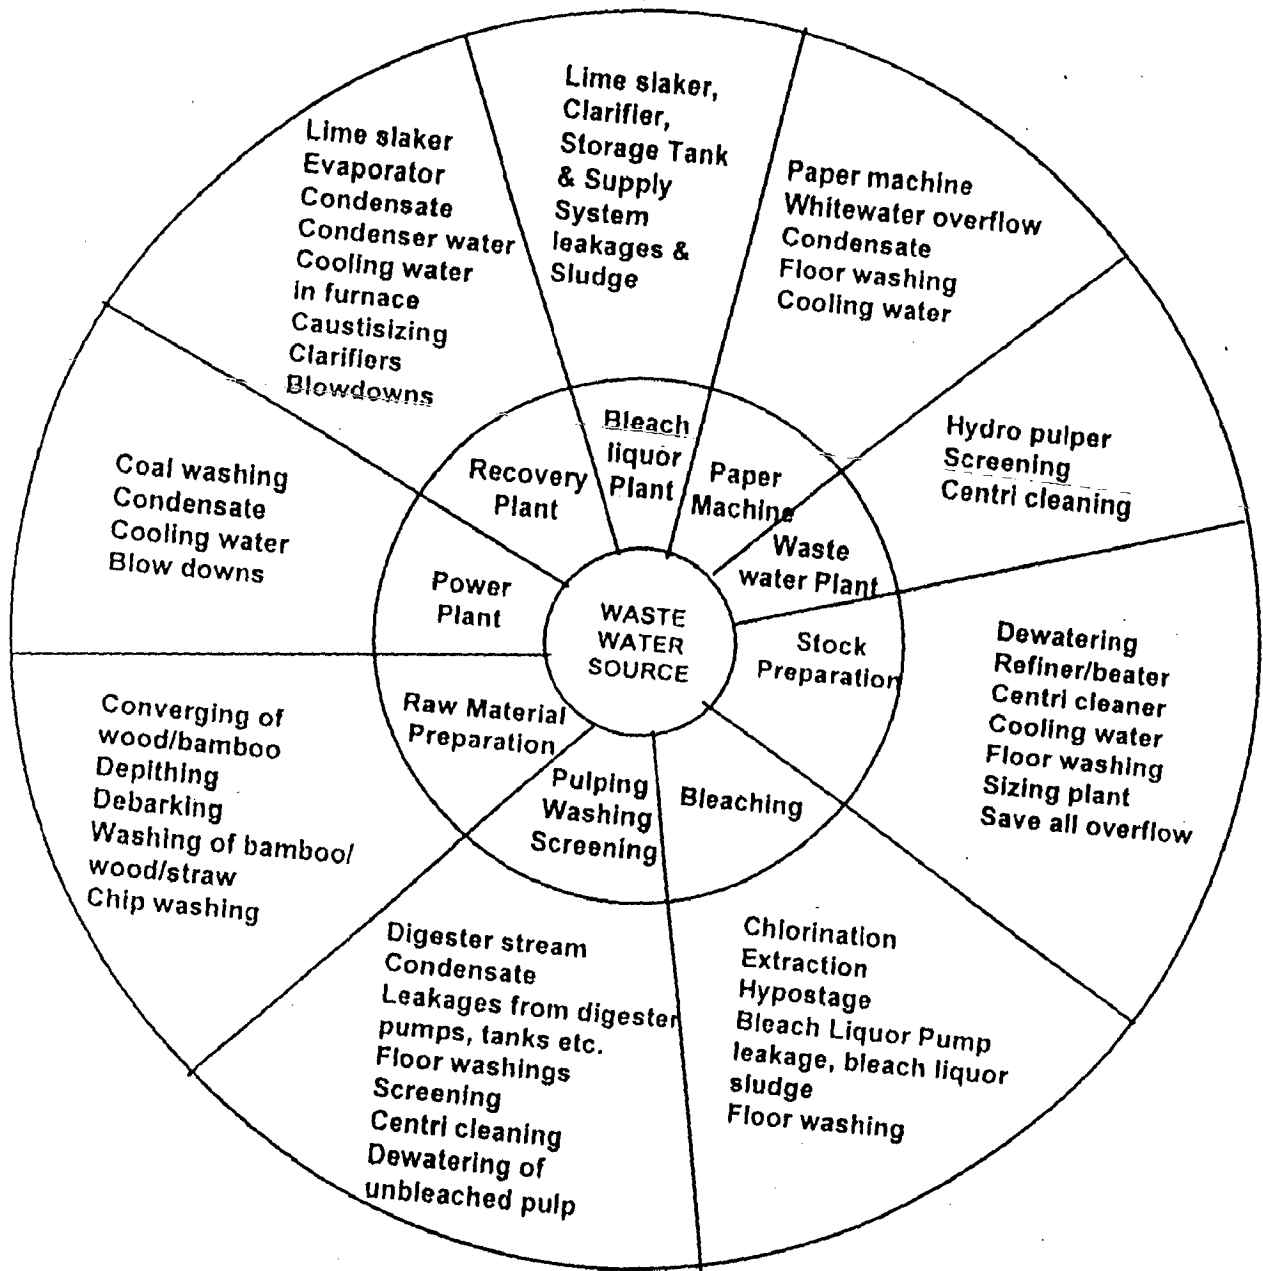 Lime slaker,
Clarifier,
Storage Tank
& Supply
System
leakages &
Sludge
Paper machine
Whitewater overflow
Condensate
Floor washing
Cooling water
Hydro pulper
Screening
Centri cleaning
Dewatering
Refiner/beater
Centri cleaner
Cooling water
Floor washing
Sizing plant
Save all overflow
Chlorination
Extraction
Hypostage
Bleach Liquor Pump
leakage, bleach liquor
sludge
Floor washing
Digester stream
Condensate
Leakages from digester
pumps, tanks etc.
Floor washings
Screening
Centri cleaning
Dewatering of
unbleached pulp
Converging of
wood/bamboo
Depithing
Debarking
Washing of bamboo/
wood/straw
Chip washing
Coal washing
Condensate
Cooling water
Blow downs
Lime slaker
Evaporator
Condensate
Condenser water
Cooling water
in furnace
Caustisizing
Clarifiers
Blowdowns
Bleach
liquor
Plant
Paper
Machine
Waste
water Plant
Stock
Preparation
Bleaching
Pulping
Washing
Screening
Raw Material
Preparation
Power
Plant
Recovery
Plant
WASTE
WATER
SOURCE